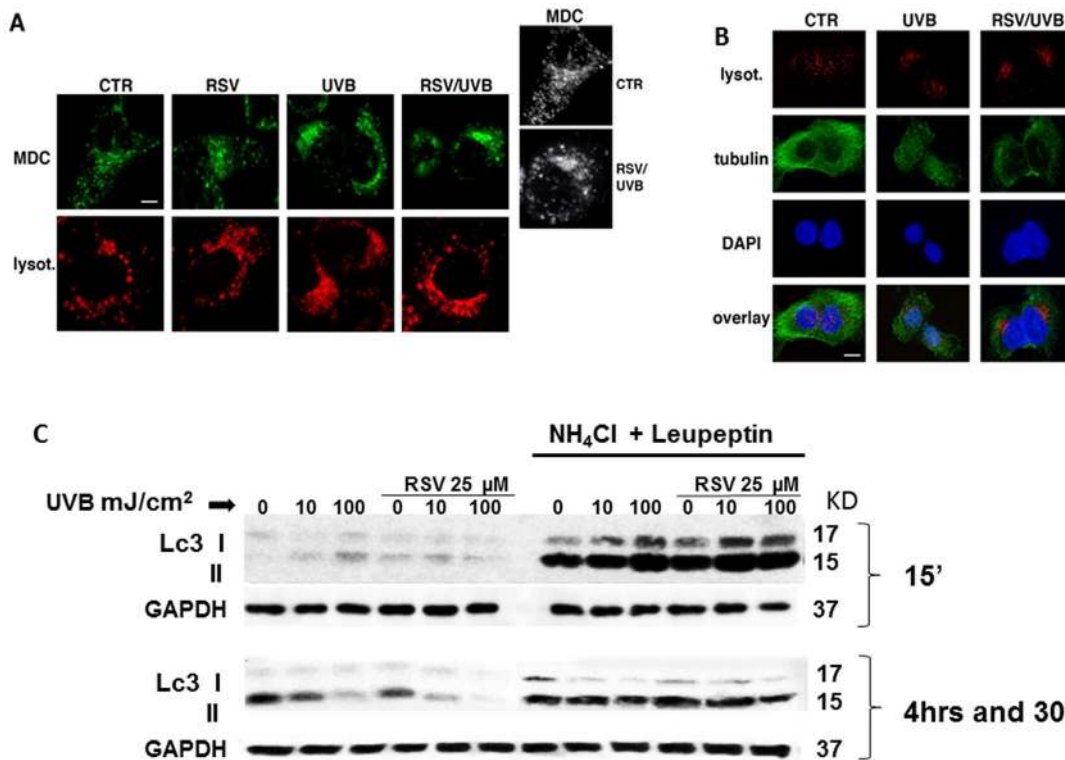 A
MDC
CTR
RSV/
UVB
CTR RSV UVB RSV/UVB
MDC
lysot.
B
CTR UVB RSV/UVB
lysot.
tubulin
DAPI
overlay
C
NH4Cl + Leupeptin
RSV 25 µM RSV 25 µM
UVB mJ/cm² 0 10 100 0 10 100 0 10 100 0 10 100 KD
Lc3 I 17
II 15
15'
GAPDH 37
Lc3 I 17
II 15
4hrs and 30
GAPDH 37